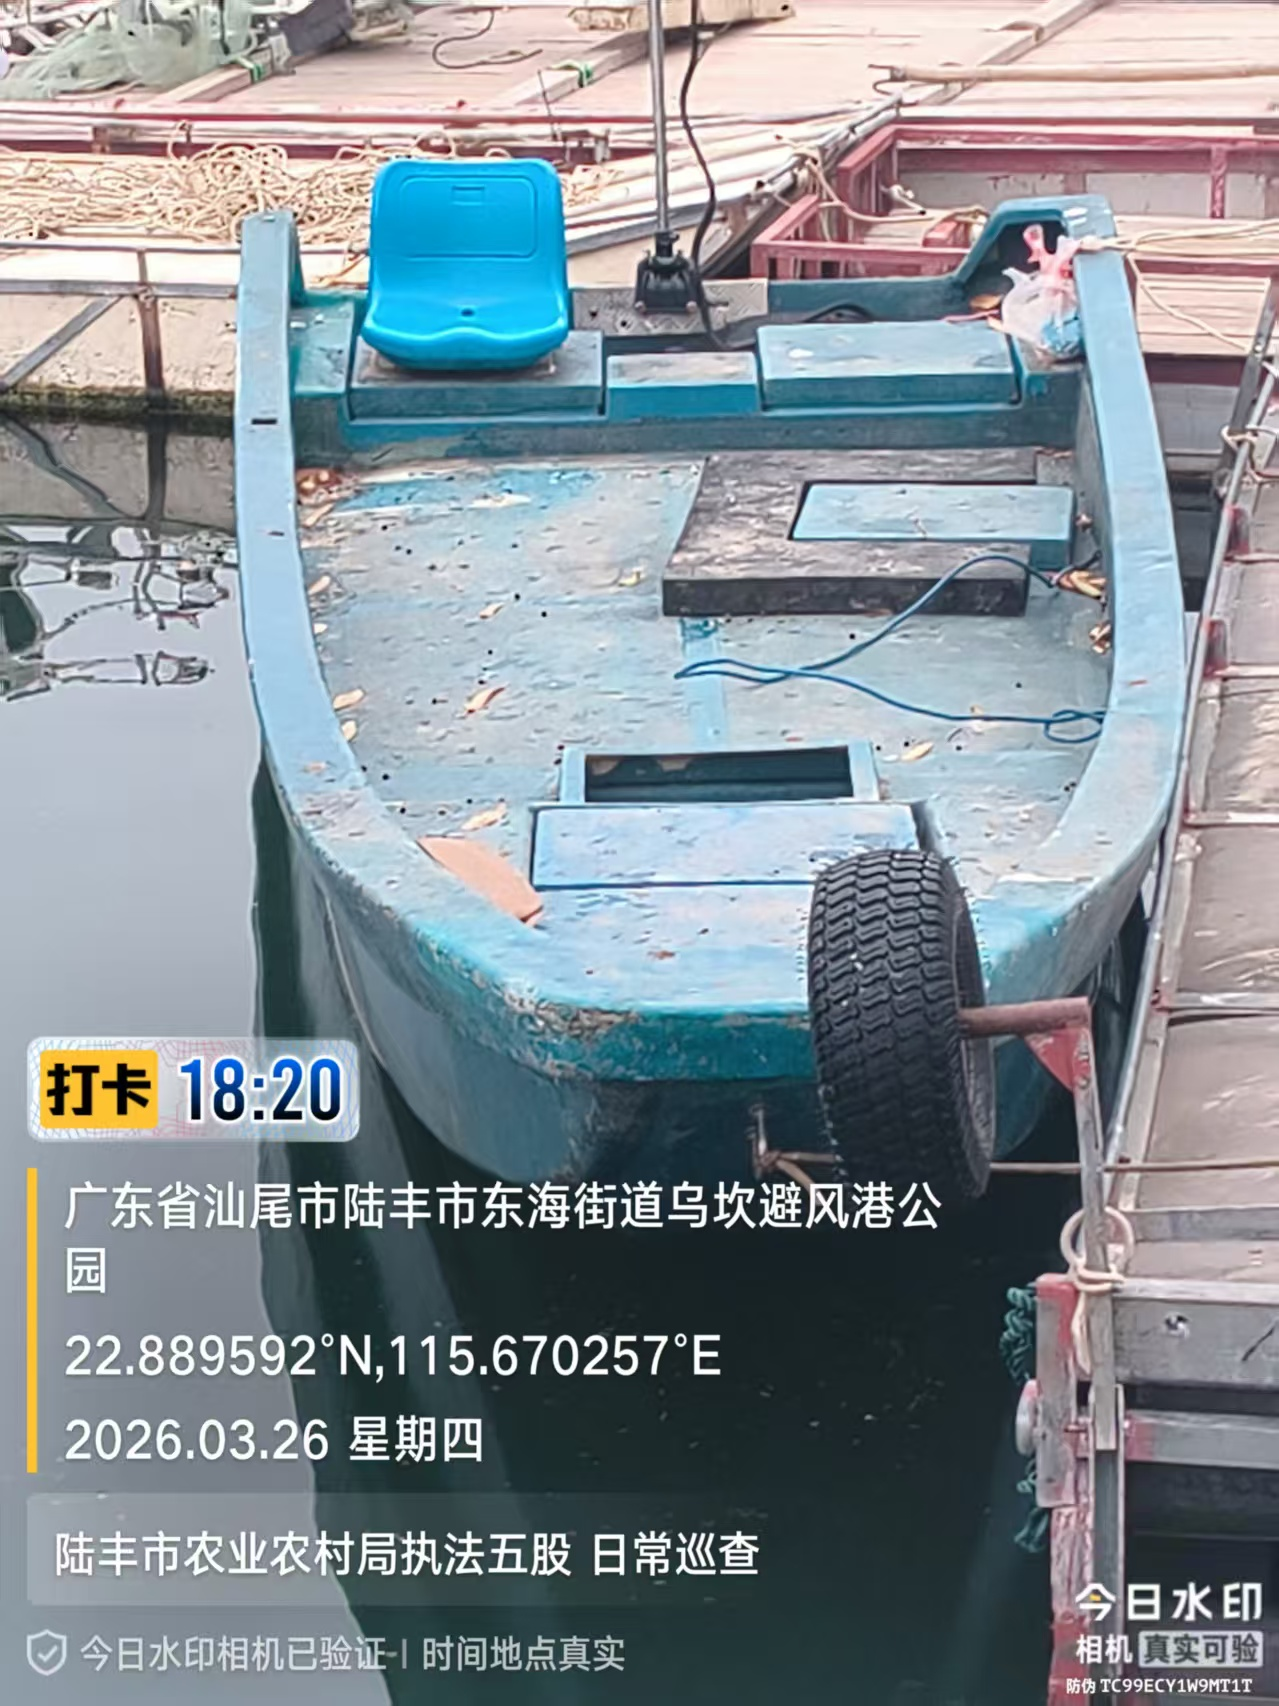 打卡 18:20
广东省汕尾市陆丰市东海街道乌坎避风港公
园
22.889592°N,115.670257°E
2026.03.26 星期四
陆丰市农业农村局执法五股 日常巡查
今日水印相机已验证 | 时间地点真实
今日水印
相机 真实可验
防伪 TC99ECY1W9MT1T